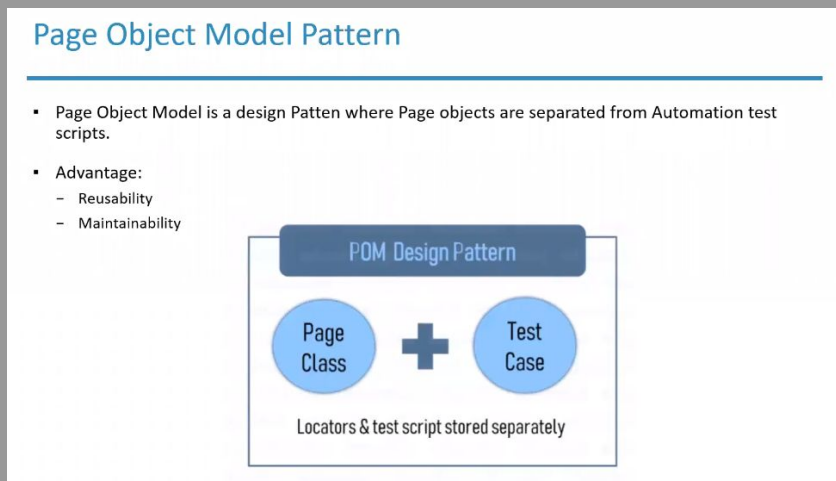 Page Object Model Pattern
▪ Page Object Model is a design Patten where Page objects are separated from Automation test
scripts.
▪ Advantage:
– Reusability
– Maintainability
POM Design Pattern
Page
Class
Test
Case
Locators & test script stored separately